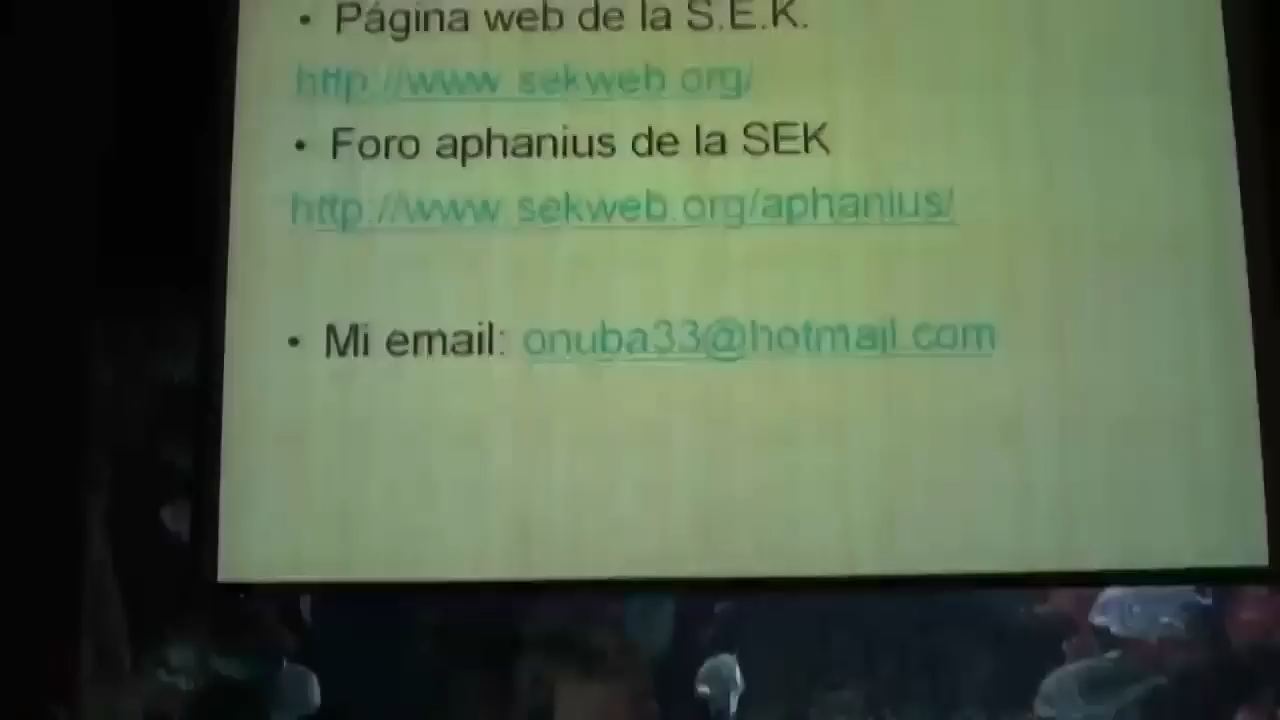 • Página web de la S.E.K.
http://www.sekweb.org/
• Foro aphanius de la SEK
http://www.sekweb.org/aphanius/
• Mi email: onuba33@hotmail.com